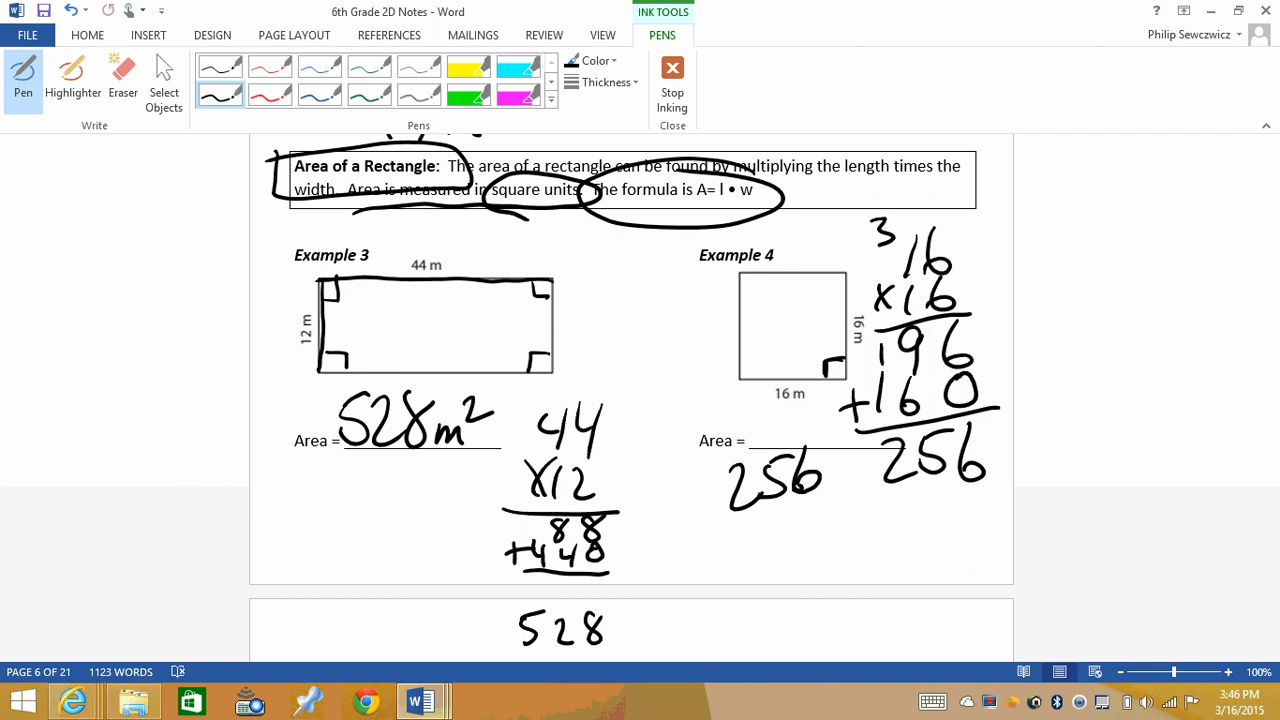 6th Grade 2D Notes - Word
INK TOOLS
FILE HOME INSERT DESIGN PAGE LAYOUT REFERENCES MAILINGS REVIEW VIEW PENS
Philip Sewczwicz
Pen Highlighter Eraser Select Objects
Color
Thickness
Stop Inking
Write Pens Close
Area of a Rectangle: The area of a rectangle can be found by multiplying the length times the
width. Area is measured in square units. The formula is A= l • w
Example 3
44 m
12 m
Area = 528m²
44
x12
88
+440
528
Example 4
16 m
16 m
Area =
256
3
16
x16
196
+160
256
PAGE 6 OF 21 1123 WORDS
100%
3:46 PM
3/16/2015